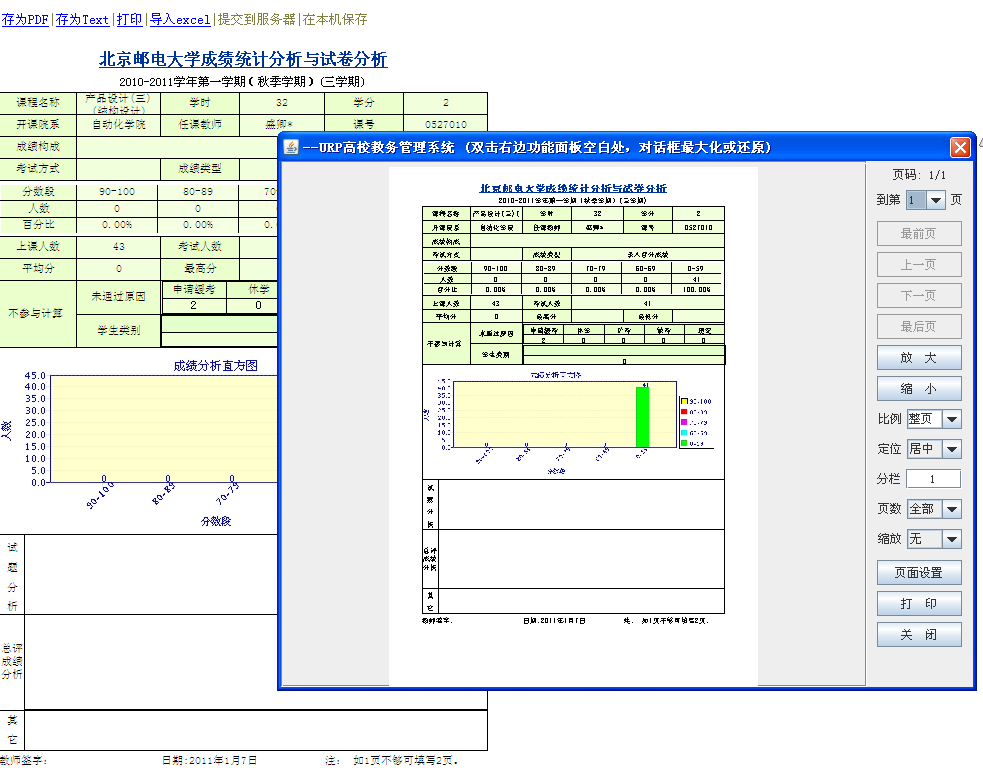 存为PDF|存为Text|打印|导入excel|提交到服务器|在本机保存
北京邮电大学成绩统计分析与试卷分析
2010-2011学年第一学期(秋季学期)(三学期)
课程名称 产品设计(三)(结构设计) 学时 32 学分 2
开课院系 自动化学院 任课教师 盛卿* 课号 0527010
成绩构成
考试方式 成绩类型
分数段 90-100 80-89 70
人数 0 0
百分比 0.00% 0.00% 0.
上课人数 43 考试人数
平均分 0 最高分
不参与计算 未通过原因 申请缓考 休学
2 0
学生类别
成绩分析直方图
45.0
40.0
35.0
30.0
25.0
20.0
15.0
10.0
5.0
0.0
人数
0 0 0
90-100 80-89 70-79
分数段
试题分析
总评成绩分析
其它
教师签字: 日期:2011年1月7日 注: 如1页不够可填写2页。
--URP高校教务管理系统 (双击右边功能面板空白处, 对话框最大化或还原)
北京邮电大学成绩统计分析与试卷分析
2010-2011学年第一学期(秋季学期)(三学期)
课程名称 产品设计(三)( 学时 32 学分 2
开课院系 自动化学院 任课教师 盛卿* 课号 0527010
成绩构成
考试方式 成绩类型 录入百分成绩
分数段 90-100 80-89 70-79 60-69 0-59
人数 0 0 0 0 41
百分比 0.00% 0.00% 0.00% 0.00% 100.00%
上课人数 43 考试人数 41
平均分 0 最高分 最低分
不参与计算 未通过原因 申请缓考 休学
2 0 0 0 0
学生类别
0
成绩分析直方图
45.0
40.0
35.0
30.0
25.0
20.0
15.0
10.0
5.0
0.0
人数
0 0 0 0 41
90-100 80-89 70-79 60-69 0-59
分数段
90-100
80-89
70-79
60-69
0-59
试题分析
总评成绩分析
其它
教师签字: 日期:2011年1月7日 注: 如1页不够可填写2页。
页码: 1/1
到第 1 页
最前页
上一页
下一页
最后页
放 大
缩 小
比例 整页
定位 居中
分栏 1
页数 全部
缩放 无
页面设置
打 印
关 闭